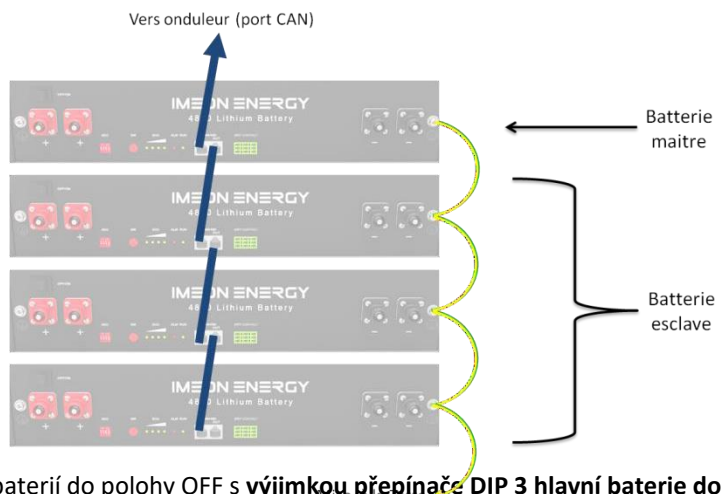 Vers onduleur (port CAN)
IMEON ENERGY
Lithium Battery
Batterie
maitre
IMEON ENERGY
Lithium Battery
IMEON ENERGY
Lithium Battery
Batterie
esclave
IMEON ENERGY
Lithium Battery
baterií do polohy OFF s výjimkou přepínače DIP 3 hlavní baterie do